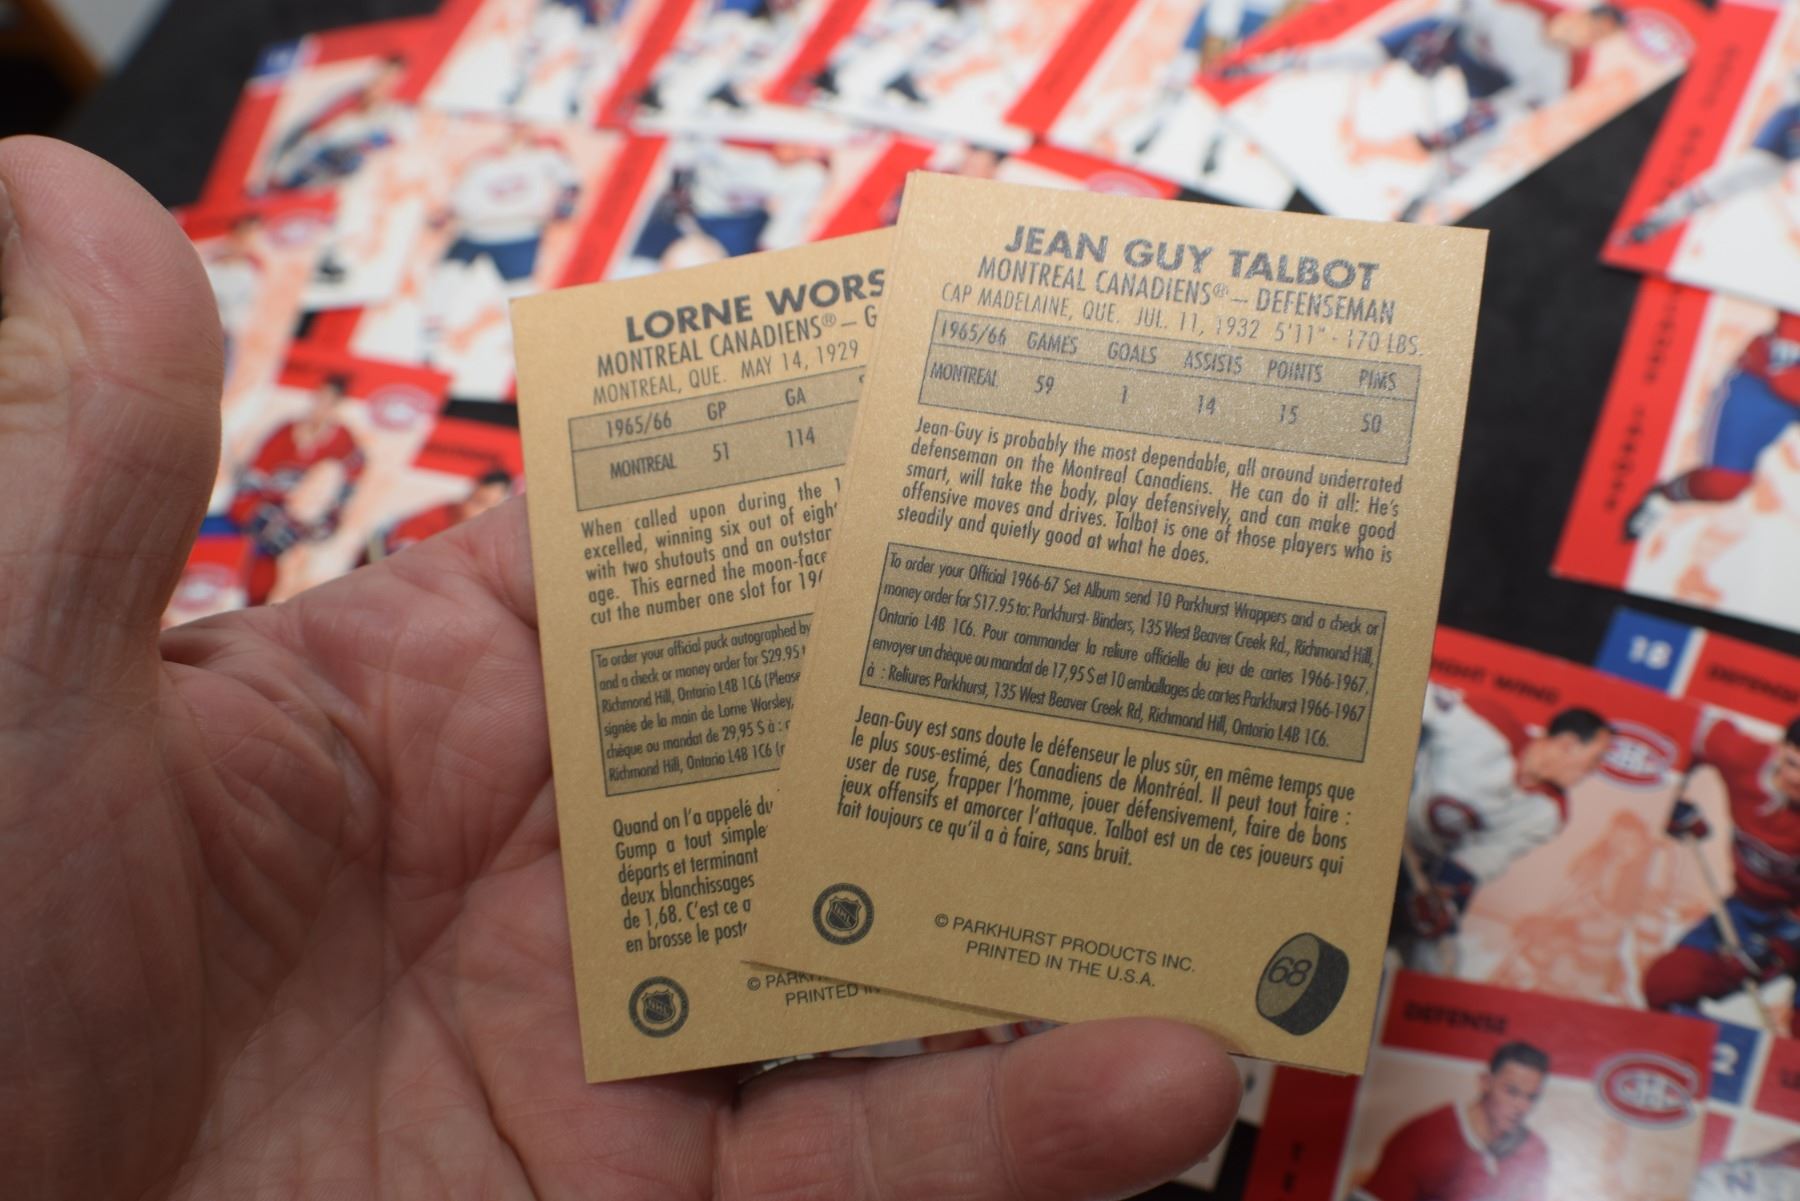 LORNE WORS
MONTREAL CANADIENS® – G
MONTREAL, QUE. MAY 14, 1929
1965/66 GP GA
MONTREAL 51 114
When called upon during the 1
excelled, winning six out of eigh
with two shutouts and an outstan
age. This earned the moon-face
cut the number one slot for 196
To order your official puck autographed by
and a check or money order for $29.95 t
Richmond Hill, Ontario L4B 1C6 (Please
signée de la main de Lorne Worsley,
chèque ou mandat de 29,95 $ à :
Richmond Hill, Ontario L4B 1C6 (
Quand on l'a appelé du
Gump a tout simple
départs et terminant
deux blanchissages
de 1,68. C'est ce
en brosse le post
NHL
© PARK
PRINTED IN
JEAN GUY TALBOT
MONTREAL CANADIENS® – DEFENSEMAN
CAP MADELAINE, QUE. JUL. 11, 1932 5'11" - 170 LBS.
1965/66 GAMES GOALS ASSISTS POINTS PIMS
MONTREAL 59 1 14 15 50
Jean-Guy is probably the most dependable, all around underrated
defenseman on the Montreal Canadiens. He can do it all: He's
smart, will take the body, play defensively, and can make good
offensive moves and drives. Talbot is one of those players who is
steadily and quietly good at what he does.
To order your Official 1966-67 Set Album send 10 Parkhurst Wrappers and a check or
money order for $17.95 to: Parkhurst- Binders, 135 West Beaver Creek Rd., Richmond Hill,
Ontario L4B 1C6. Pour commander la reliure officielle du jeu de cartes 1966-1967,
envoyer un chèque ou mandat de 17,95 $ et 10 emballages de cartes Parkhurst 1966-1967
à : Reliures Parkhurst, 135 West Beaver Creek Rd, Richmond Hill, Ontario L4B 1C6.
Jean-Guy est sans doute le défenseur le plus sûr, en même temps que
le plus sous-estimé, des Canadiens de Montréal. Il peut tout faire :
user de ruse, frapper l'homme, jouer défensivement, faire de bons
jeux offensifs et amorcer l'attaque. Talbot est un de ces joueurs qui
fait toujours ce qu'il a à faire, sans bruit.
NHL
© PARKHURST PRODUCTS INC.
PRINTED IN THE U.S.A.
68
18
DEFENSE
2